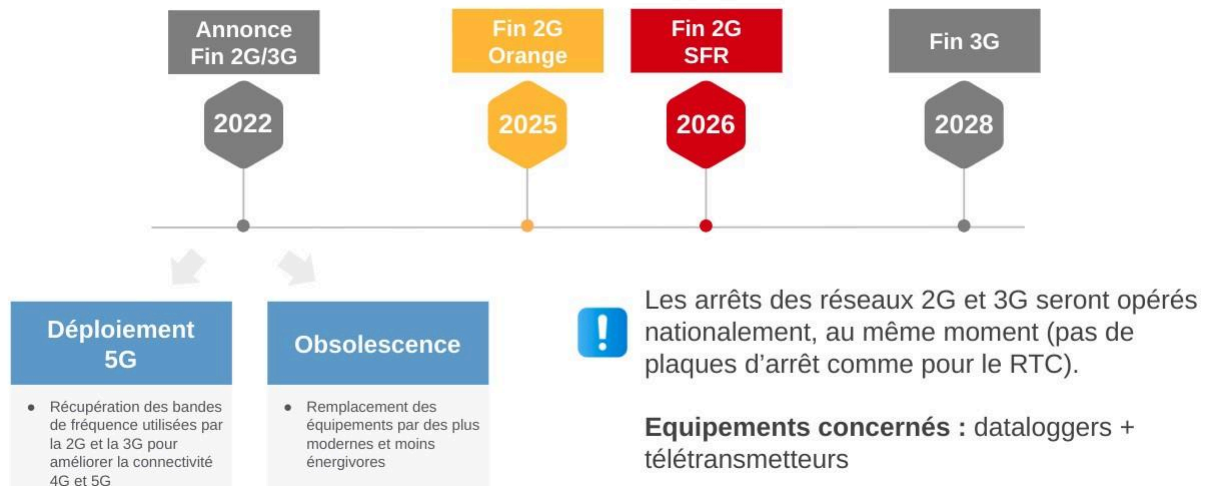 Annonce
Fin 2G/3G
Fin 2G
Orange
Fin 2G
SFR
Fin 3G
2022
2025
2026
2028
Déploiement
5G
● Récupération des bandes
de fréquence utilisées par
la 2G et la 3G pour
améliorer la connectivité
4G et 5G
Obsolescence
● Remplacement des
équipements par des plus
modernes et moins
énergivores
!
Les arrêts des réseaux 2G et 3G seront opérés
nationalement, au même moment (pas de
plaques d’arrêt comme pour le RTC).
Equipements concernés : dataloggers +
télétransmetteurs